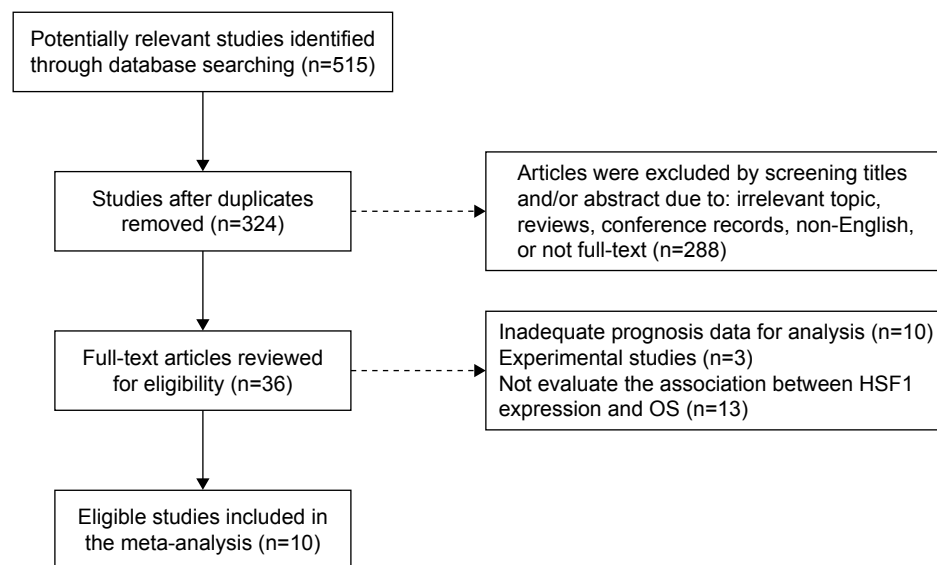 Potentially relevant studies identified
through database searching (n=515)
Studies after duplicates
removed (n=324)
Articles were excluded by screening titles
and/or abstract due to: irrelevant topic,
reviews, conference records, non-English,
or not full-text (n=288)
Full-text articles reviewed
for eligibility (n=36)
Inadequate prognosis data for analysis (n=10)
Experimental studies (n=3)
Not evaluate the association between HSF1
expression and OS (n=13)
Eligible studies included in
the meta-analysis (n=10)